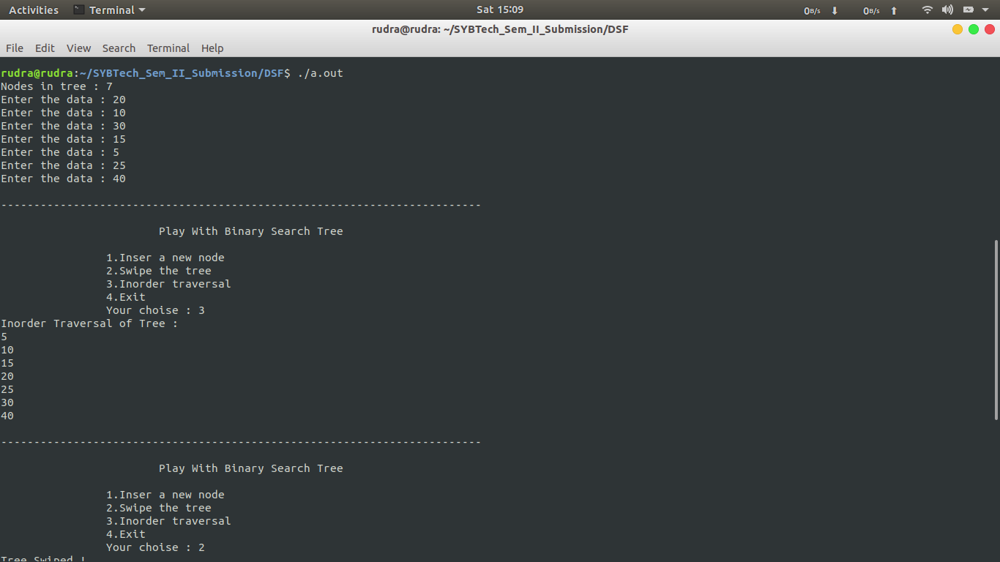 Activities Terminal Sat 15:09 0B/s 0B/s
rudra@rudra: ~/SYBTech_Sem_II_Submission/DSF
File Edit View Search Terminal Help
rudra@rudra:~/SYBTech_Sem_II_Submission/DSF$ ./a.out
Nodes in tree : 7
Enter the data : 20
Enter the data : 10
Enter the data : 30
Enter the data : 15
Enter the data : 5
Enter the data : 25
Enter the data : 40
-------------------------------------------------------------------------
Play With Binary Search Tree
1.Inser a new node
2.Swipe the tree
3.Inorder traversal
4.Exit
Your choise : 3
Inorder Traversal of Tree :
5
10
15
20
25
30
40
-------------------------------------------------------------------------
Play With Binary Search Tree
1.Inser a new node
2.Swipe the tree
3.Inorder traversal
4.Exit
Your choise : 2
Tree Swiped !